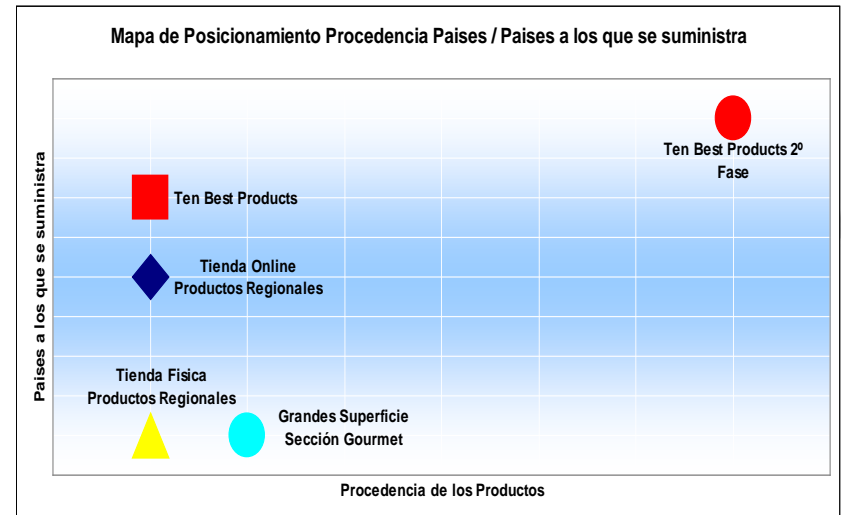 Mapa de Posicionamiento Procedencia Paises / Paises a los que se suministra
Paises a los que se suministra
Ten Best Products 2º
Fase
Ten Best Products
Tienda Online
Productos Regionales
Tienda Fisica
Productos Regionales
Grandes Superficie
Sección Gourmet
Procedencia de los Productos